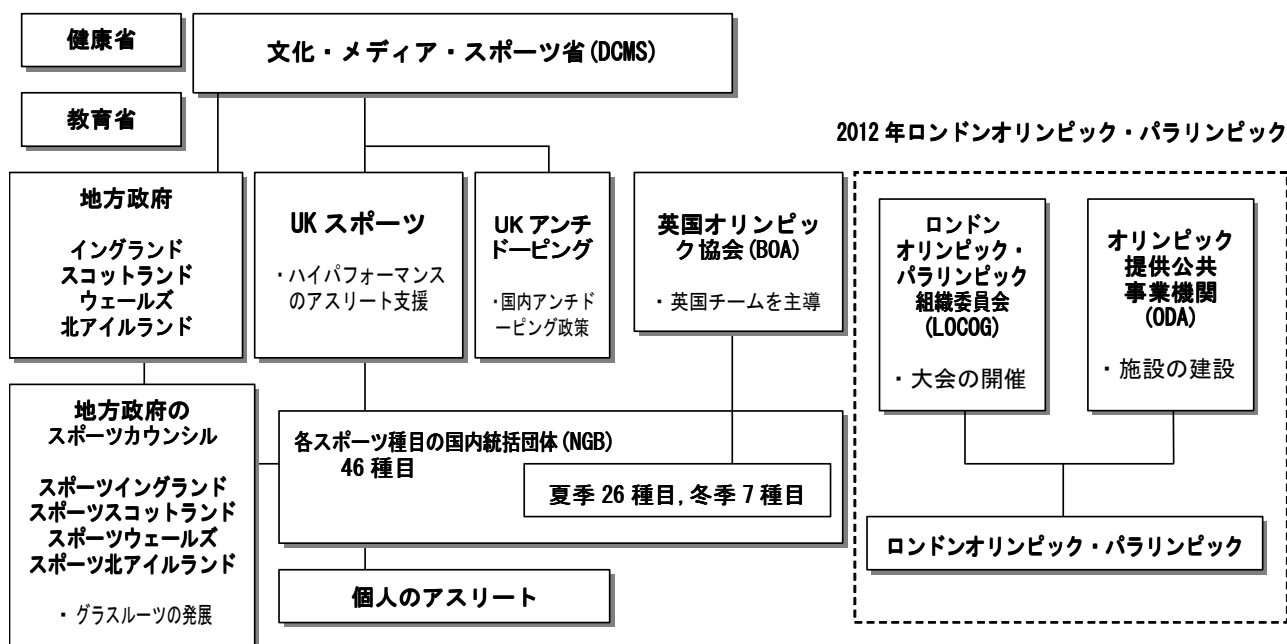 健康省
文化・メディア・スポーツ省(DCMS)
教育省
2012年ロンドンオリンピック・パラリンピック
地方政府
イングランド
スコットランド
ウェールズ
北アイルランド
UKスポーツ
・ハイパフォーマンス
のアスリート支援
UKアンチ
ドーピング
・国内アンチド
ーピング政策
英国オリンピッ
ク協会(BOA)
・英国チームを主導
ロンドン
オリンピック・
パラリンピック
組織委員会
(LOCOG)
・大会の開催
オリンピック
提供公共
事業機関
(ODA)
・施設の建設
地方政府の
スポーツカウンシル
スポーツイングランド
スポーツスコットランド
スポーツウェールズ
スポーツ北アイルランド
・グラスルーツの発展
各スポーツ種目の国内統括団体(NGB)
46種目
夏季26種目,冬季7種目
個人のアスリート
ロンドンオリンピック・パラリンピック